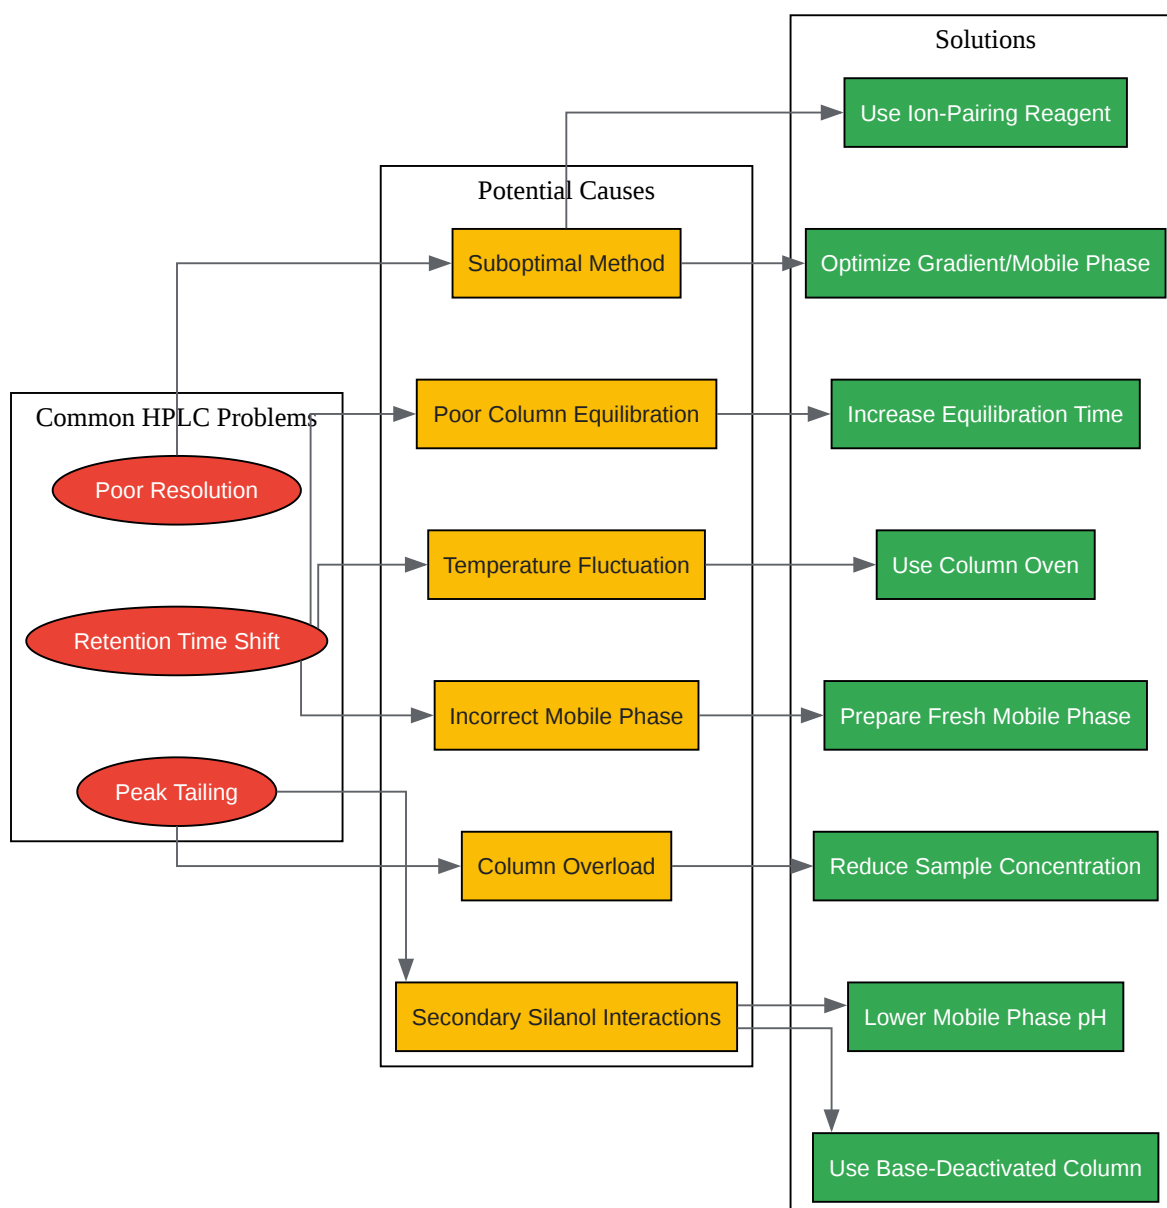 Solutions
Use Ion-Pairing Reagent
Potential Causes
Suboptimal Method
Optimize Gradient/Mobile Phase
Common HPLC Problems
Poor Column Equilibration
Increase Equilibration Time
Poor Resolution
Temperature Fluctuation
Use Column Oven
Retention Time Shift
Incorrect Mobile Phase
Prepare Fresh Mobile Phase
Peak Tailing
Column Overload
Reduce Sample Concentration
Secondary Silanol Interactions
Lower Mobile Phase pH
Use Base-Deactivated Column